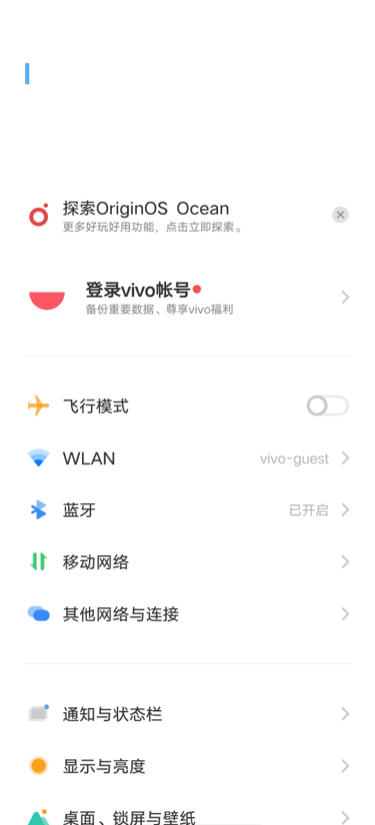 探索OriginOS Ocean
更多好玩好用功能，点击立即探索。
登录vivo帐号
备份重要数据、尊享vivo福利
飞行模式
WLAN vivo-guest
蓝牙 已开启
移动网络
其他网络与连接
通知与状态栏
显示与亮度
桌面、锁屏与壁纸